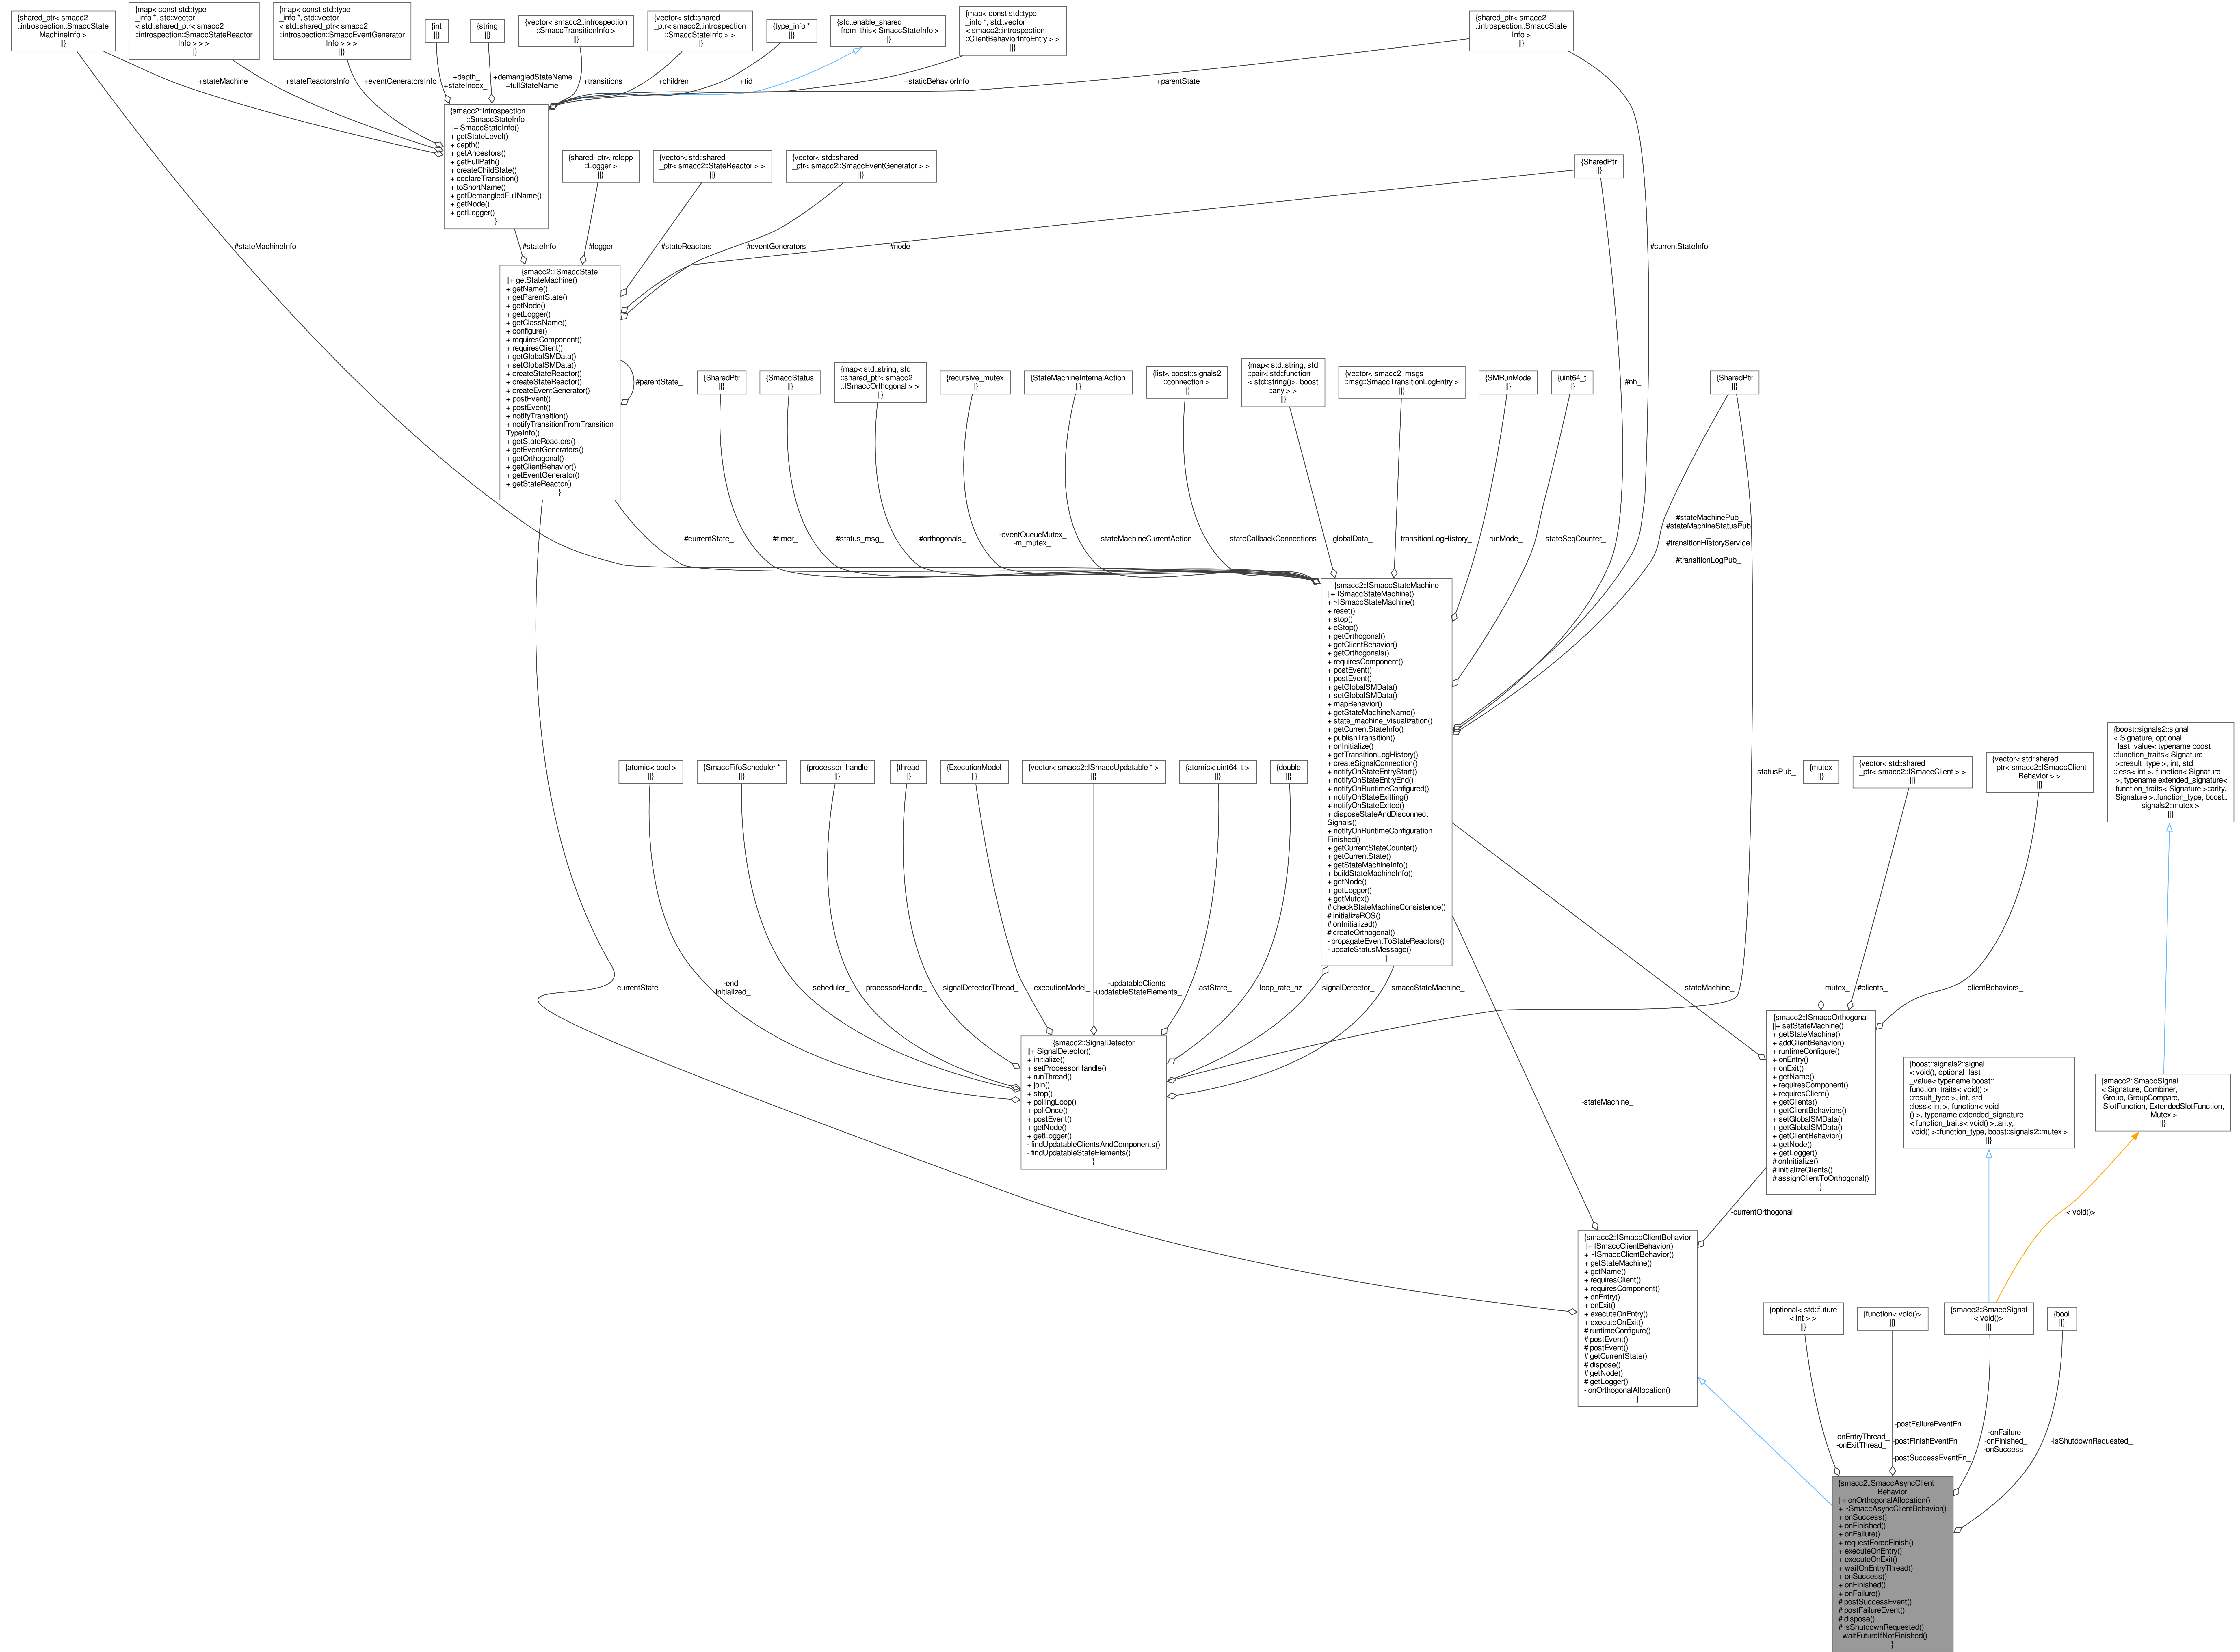 {shared_ptr< smacc2
::introspection::SmaccState
MachineInfo >
||}
{map< const std::type
_info *, std::vector
< std::shared_ptr< smacc2
::introspection::SmaccStateReactor
Info > > >
||}
{map< const std::type
_info *, std::vector
< std::shared_ptr< smacc2
::introspection::SmaccEventGenerator
Info > > >
||}
{int
||}
{string
||}
{vector< smacc2::introspection
::SmaccTransitionInfo >
||}
{vector< std::shared
_ptr< smacc2::introspection
::SmaccStateInfo > >
||}
{type_info *
||}
{std::enable_shared
_from_this< SmaccStateInfo >
||}
{map< const std::type
_info *, std::vector
< smacc2::introspection
::ClientBehaviorInfoEntry > >
||}
{shared_ptr< smacc2
::introspection::SmaccState
Info >
||}
+stateMachine_
+stateReactorsInfo
+eventGeneratorsInfo
+depth_
+stateIndex_
+demangledStateName
+fullStateName
+transitions_
+children_
+tid_
+staticBehaviorInfo
+parentState_
{smacc2::introspection
::SmaccStateInfo
||+ SmaccStateInfo()
+ getStateLevel()
+ depth()
+ getAncestors()
+ getFullPath()
+ createChildState()
+ declareTransition()
+ toShortName()
+ getDemangledFullName()
+ getNode()
+ getLogger()
}
{shared_ptr< rclcpp
::Logger >
||}
{vector< std::shared
_ptr< smacc2::StateReactor > >
||}
{vector< std::shared
_ptr< smacc2::SmaccEventGenerator > >
||}
{SharedPtr
||}
#stateMachineInfo_
#stateInfo_
#logger_
#stateReactors_
#eventGenerators_
#node_
#currentStateInfo_
{smacc2::ISmaccState
||+ getStateMachine()
+ getName()
+ getParentState()
+ getNode()
+ getLogger()
+ getClassName()
+ configure()
+ requiresComponent()
+ requiresClient()
+ getGlobalSMData()
+ setGlobalSMData()
+ createStateReactor()
+ createStateReactor()
+ createEventGenerator()
+ postEvent()
+ postEvent()
+ notifyTransition()
+ notifyTransitionFromTransition
TypeInfo()
+ getStateReactors()
+ getEventGenerators()
+ getOrthogonal()
+ getClientBehavior()
+ getEventGenerator()
+ getStateReactor()
}
#parentState_
{SharedPtr
||}
{SmaccStatus
||}
{map< std::string, std
::shared_ptr< smacc2
::ISmaccOrthogonal > >
||}
{recursive_mutex
||}
{StateMachineInternalAction
||}
{list< boost::signals2
::connection >
||}
{map< std::string, std
::pair< std::function
< std::string()>, boost
::any > >
||}
{vector< smacc2_msgs
::msg::SmaccTransitionLogEntry >
||}
{SMRunMode
||}
{uint64_t
||}
#nh_
{SharedPtr
||}
#currentState_
#timer_
#status_msg_
#orthogonals_
-eventQueueMutex_
-m_mutex_
-stateMachineCurrentAction
-stateCallbackConnections
-globalData_
-transitionLogHistory_
-runMode_
-stateSeqCounter_
#stateMachinePub_
#stateMachineStatusPub
_
#transitionHistoryService
_
#transitionLogPub_
{smacc2::ISmaccStateMachine
||+ ISmaccStateMachine()
+ ~ISmaccStateMachine()
+ reset()
+ stop()
+ eStop()
+ getOrthogonal()
+ getClientBehavior()
+ getOrthogonals()
+ requiresComponent()
+ postEvent()
+ postEvent()
+ getGlobalSMData()
+ setGlobalSMData()
+ mapBehavior()
+ getStateMachineName()
+ state_machine_visualization()
+ getCurrentStateInfo()
+ publishTransition()
+ onInitialize()
+ getTransitionLogHistory()
+ createSignalConnection()
+ notifyOnStateEntryStart()
+ notifyOnStateEntryEnd()
+ notifyOnRuntimeConfigured()
+ notifyOnStateExitting()
+ notifyOnStateExited()
+ disposeStateAndDisconnect
Signals()
+ notifyOnRuntimeConfiguration
Finished()
+ getCurrentStateCounter()
+ getCurrentState()
+ getStateMachineInfo()
+ buildStateMachineInfo()
+ getNode()
+ getLogger()
+ getMutex()
# checkStateMachineConsistence()
# initializeROS()
# onInitialized()
# createOrthogonal()
- propagateEventToStateReactors()
- updateStatusMessage()
}
{atomic< bool >
||}
{SmaccFifoScheduler *
||}
{processor_handle
||}
{thread
||}
{ExecutionModel
||}
{vector< smacc2::ISmaccUpdatable * >
||}
{atomic< uint64_t >
||}
{double
||}
-statusPub_
{mutex
||}
{vector< std::shared
_ptr< smacc2::ISmaccClient > >
||}
{vector< std::shared
_ptr< smacc2::ISmaccClient
Behavior > >
||}
{boost::signals2::signal
< Signature, optional
_last_value< typename boost
::function_traits< Signature
>::result_type >, int, std
::less< int >, function< Signature
>, typename extended_signature<
function_traits< Signature >::arity,
Signature >::function_type, boost::
signals2::mutex >
||}
-currentState
-end_
-initialized_
-scheduler_
-processorHandle_
-signalDetectorThread_
-executionModel_
-updatableClients_
-updatableStateElements_
-lastState_
-loop_rate_hz
-signalDetector_
-smaccStateMachine_
-stateMachine_
-mutex_
#clients_
-clientBehaviors_
{smacc2::SignalDetector
||+ SignalDetector()
+ initialize()
+ setProcessorHandle()
+ runThread()
+ join()
+ stop()
+ pollingLoop()
+ pollOnce()
+ postEvent()
+ getNode()
+ getLogger()
- findUpdatableClientsAndComponents()
- findUpdatableStateElements()
}
{smacc2::ISmaccOrthogonal
||+ setStateMachine()
+ getStateMachine()
+ addClientBehavior()
+ runtimeConfigure()
+ onEntry()
+ onExit()
+ getName()
+ requiresComponent()
+ requiresClient()
+ getClients()
+ getClientBehaviors()
+ setGlobalSMData()
+ getGlobalSMData()
+ getClientBehavior()
+ getNode()
+ getLogger()
# onInitialize()
# initializeClients()
# assignClientToOrthogonal()
}
{boost::signals2::signal
< void(), optional_last
_value< typename boost::
function_traits< void() >
::result_type >, int, std
::less< int >, function< void
() >, typename extended_signature
< function_traits< void() >::arity,
void() >::function_type, boost::signals2::mutex >
||}
{smacc2::SmaccSignal
< Signature, Combiner,
Group, GroupCompare,
SlotFunction, ExtendedSlotFunction,
Mutex >
||}
-stateMachine_
-currentOrthogonal
< void()>
{smacc2::ISmaccClientBehavior
||+ ISmaccClientBehavior()
+ ~ISmaccClientBehavior()
+ getStateMachine()
+ getName()
+ requiresClient()
+ requiresComponent()
+ onEntry()
+ onExit()
+ executeOnEntry()
+ executeOnExit()
# runtimeConfigure()
# postEvent()
# postEvent()
# getCurrentState()
# dispose()
# getNode()
# getLogger()
- onOrthogonalAllocation()
}
{optional< std::future
< int > >
||}
{function< void()>
||}
{smacc2::SmaccSignal
< void()>
||}
{bool
||}
-onEntryThread_
-onExitThread_
-postFailureEventFn
_
-postFinishEventFn
_
-postSuccessEventFn_
-onFailure_
-onFinished_
-onSuccess_
-isShutdownRequested_
{smacc2::SmaccAsyncClient
Behavior
||+ onOrthogonalAllocation()
+ ~SmaccAsyncClientBehavior()
+ onSuccess()
+ onFinished()
+ onFailure()
+ requestForceFinish()
+ executeOnEntry()
+ executeOnExit()
+ waitOnEntryThread()
+ onSuccess()
+ onFinished()
+ onFailure()
# postSuccessEvent()
# postFailureEvent()
# dispose()
# isShutdownRequested()
- waitFutureIfNotFinished()
}